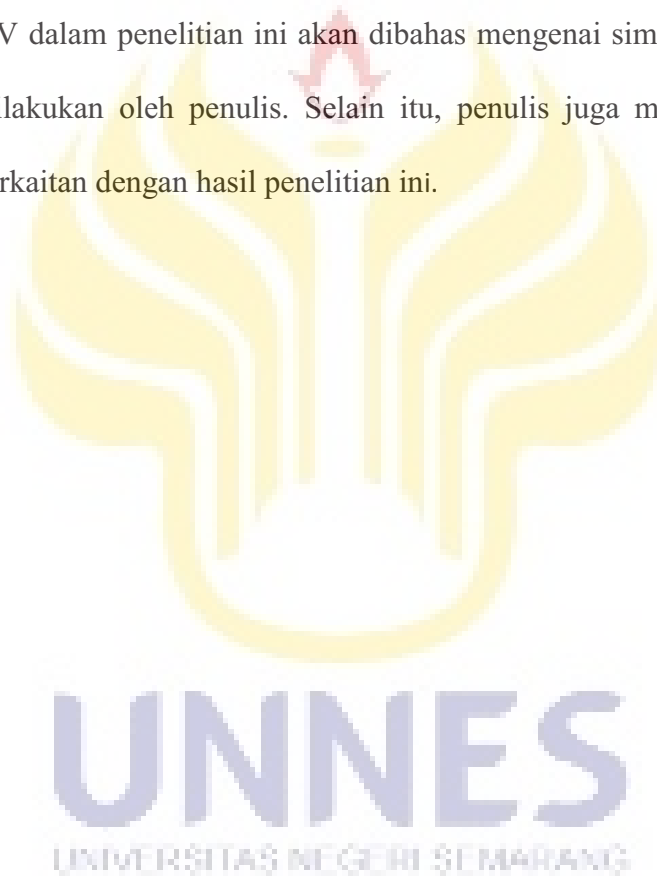 V dalam penelitian ini akan dibahas mengenai sim
lakukan oleh penulis. Selain itu, penulis juga m
rkaitan dengan hasil penelitian ini.
UNNES
UNIVERSITAS NEGERI SEMARANG